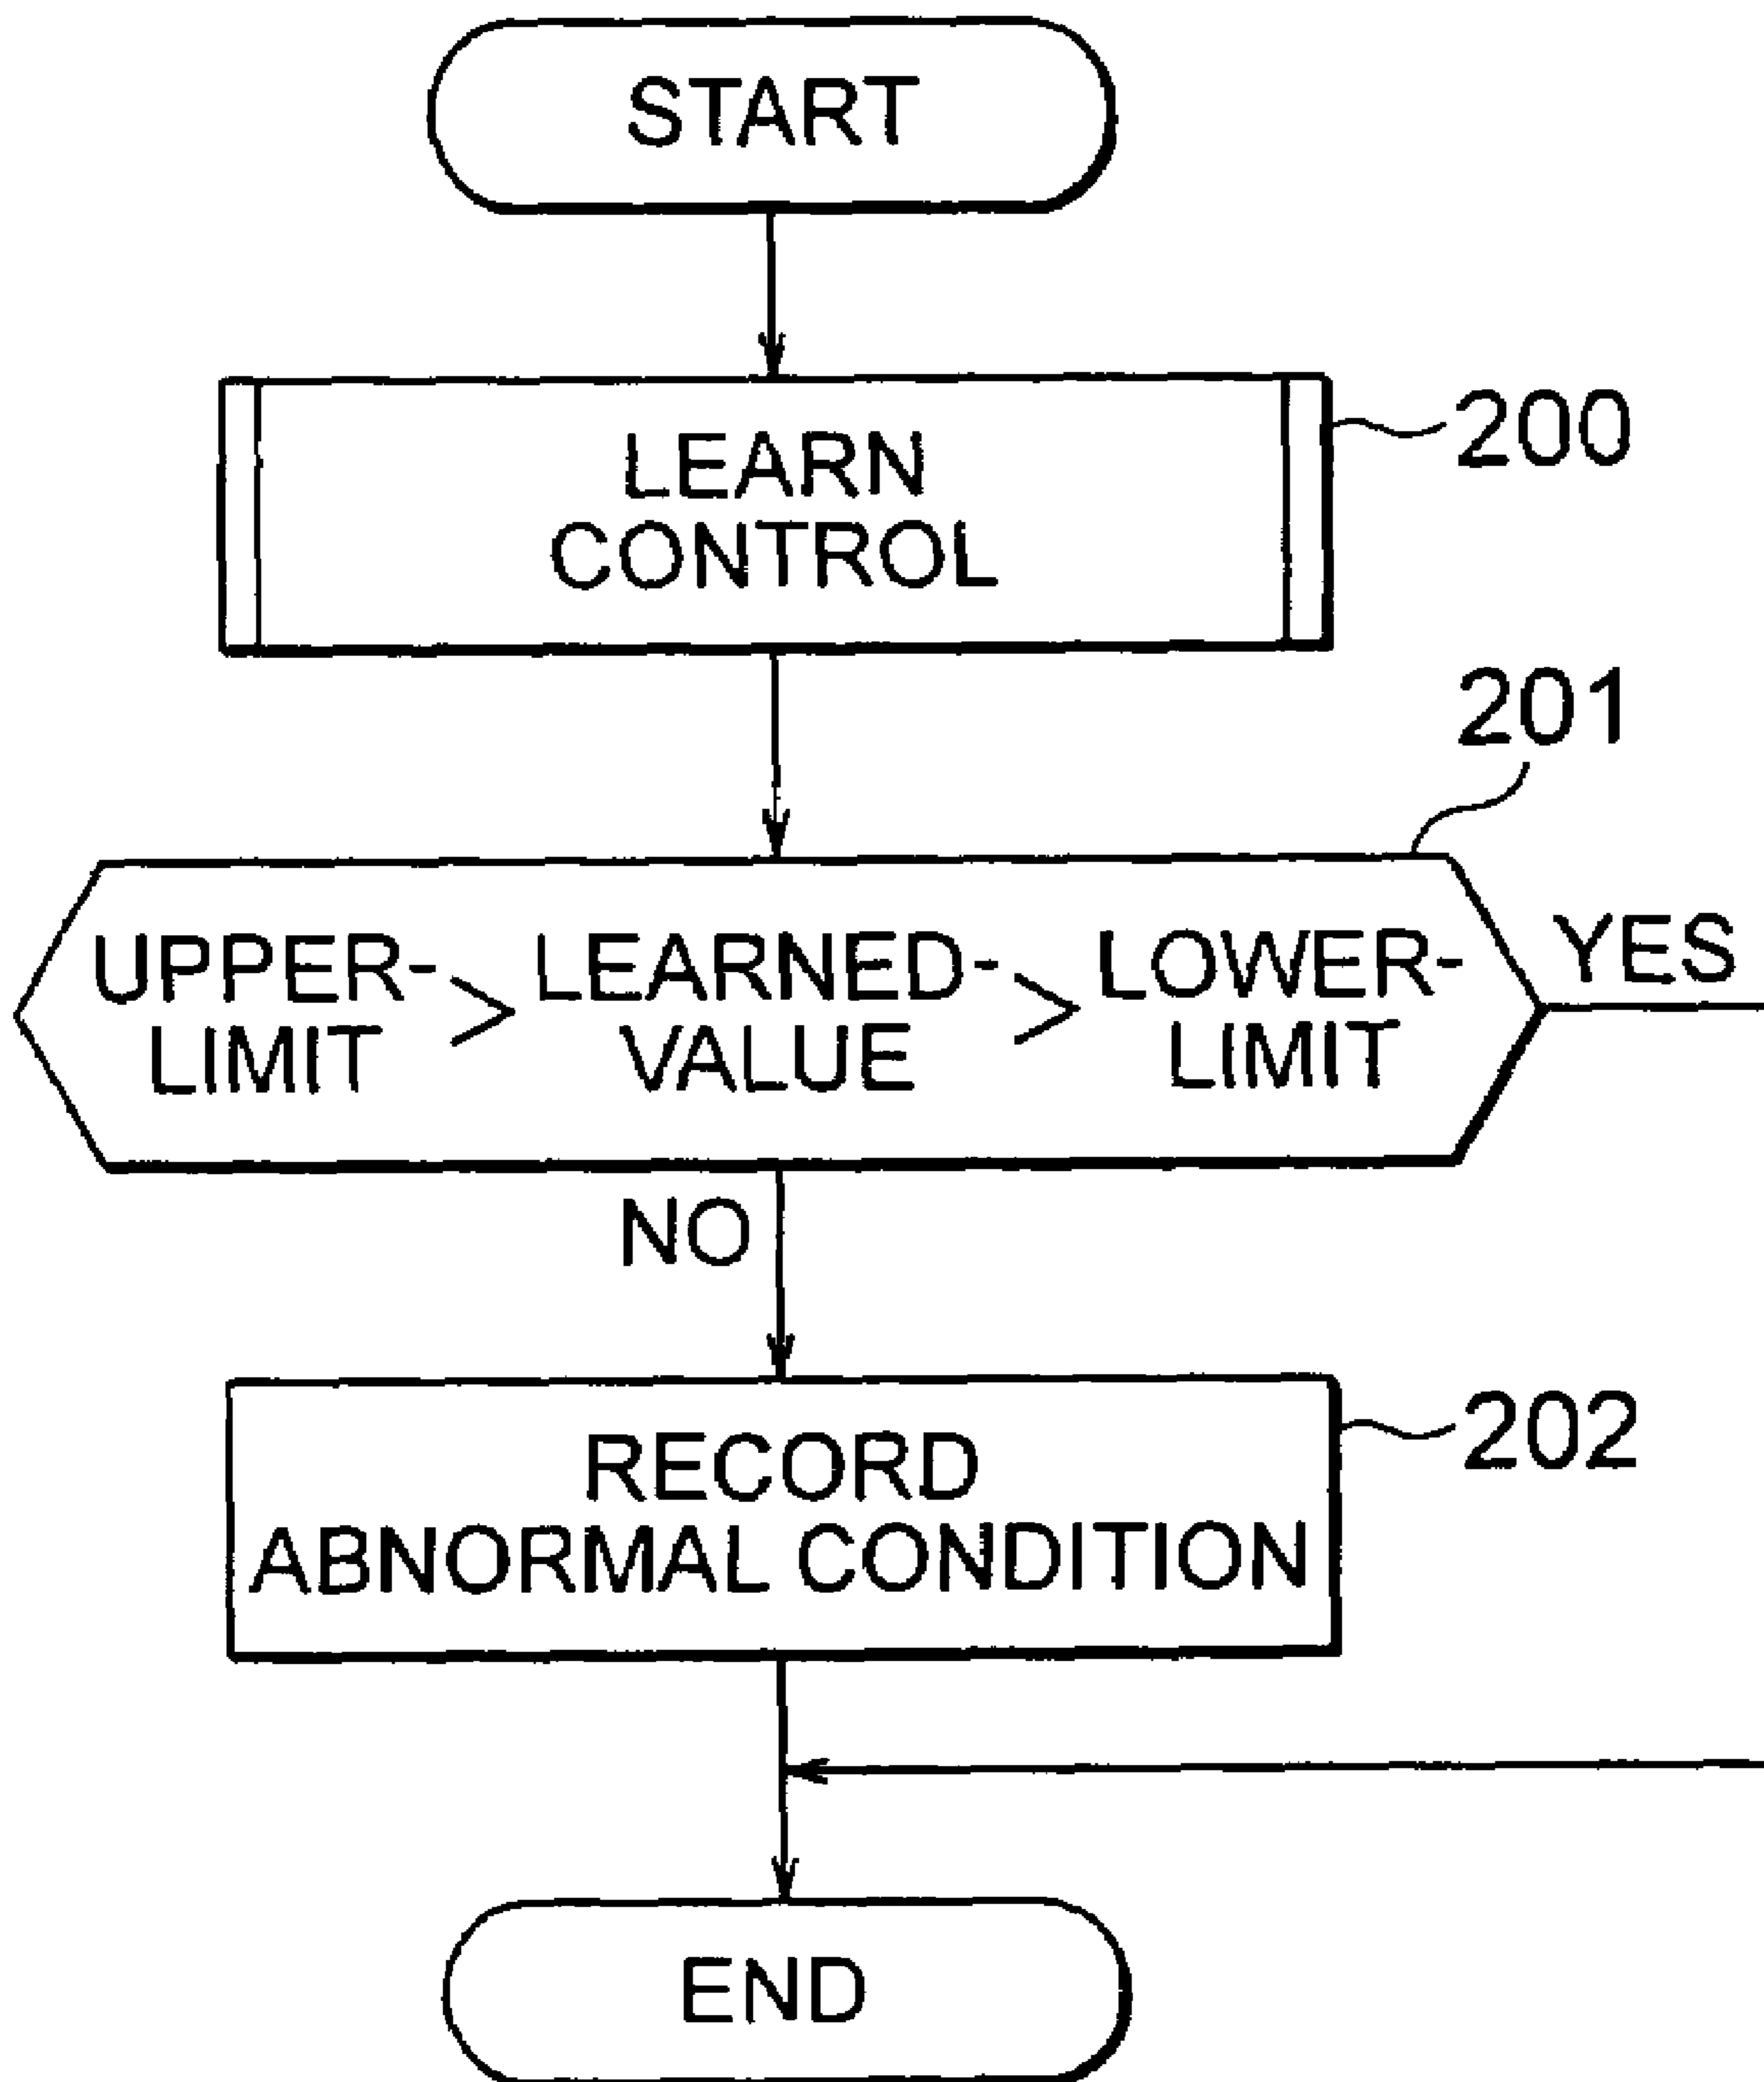 START
LEARN
CONTROL
200
201
UPPER- LEARNED- LOWER- YES
> >
LIMIT VALUE LIMIT
NO
RECORD
ABNORMAL CONDITION
202
END